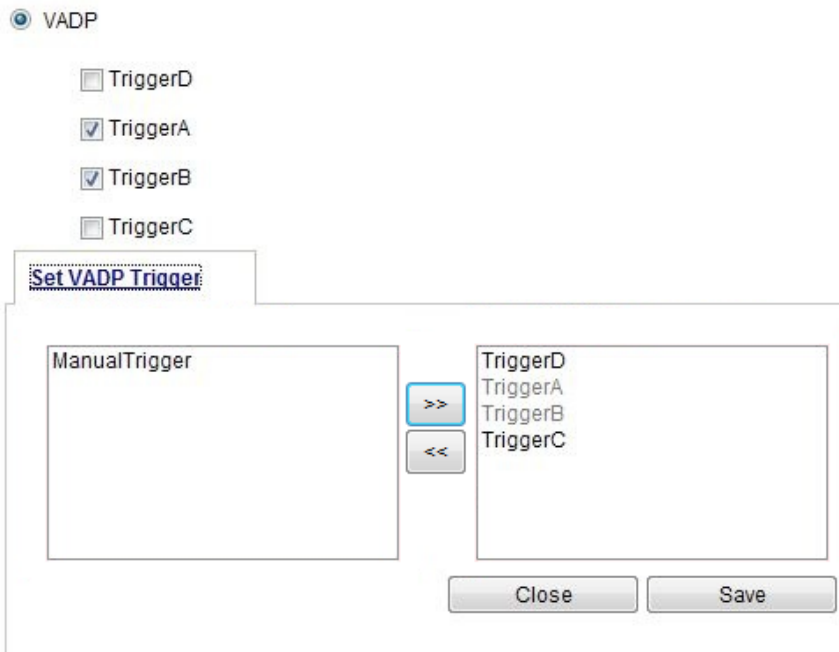 VADP
TriggerD
TriggerA
TriggerB
TriggerC
Set VADP Trigger
ManualTrigger
>>
<<
TriggerD
TriggerA
TriggerB
TriggerC
Close Save